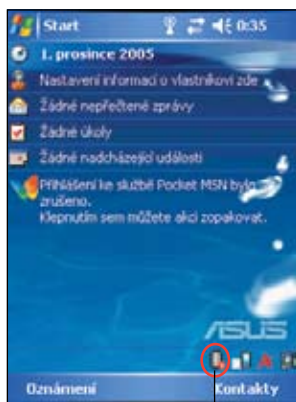 Start 0:35
1. prosince 2005
Nastavení informací o vlastníkovi zde
Žádné nepřečtené zprávy
Žádné úkoly
Žádné nadcházející události
Přihlášení ke službě Pocket MSN bylo
zrušeno.
Klepnutím sem můžete akci zopakovat.
/ISUS
Oznámení Kontakty